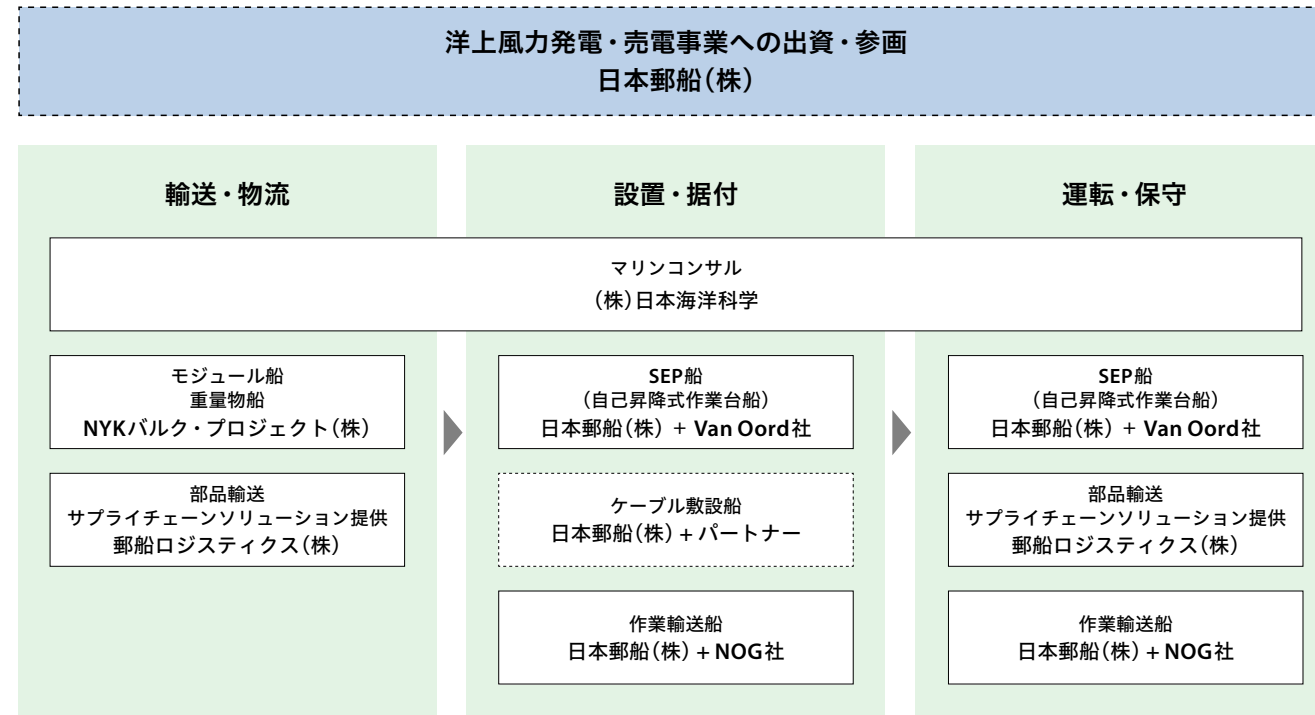 洋上風力発電・売電事業への出資・参画
日本郵船(株)
輸送・物流
設置・据付
運転・保守
マリンコンサル
(株)日本海洋科学
モジュール船
重量物船
NYKバルク・プロジェクト(株)
部品輸送
サプライチェーンソリューション提供
郵船ロジスティクス(株)
SEP船
(自己昇降式作業台船)
日本郵船(株) + Van Oord社
ケーブル敷設船
日本郵船(株) + パートナー
作業輸送船
日本郵船(株) + NOG社
SEP船
(自己昇降式作業台船)
日本郵船(株) + Van Oord社
部品輸送
サプライチェーンソリューション提供
郵船ロジスティクス(株)
作業輸送船
日本郵船(株) + NOG社